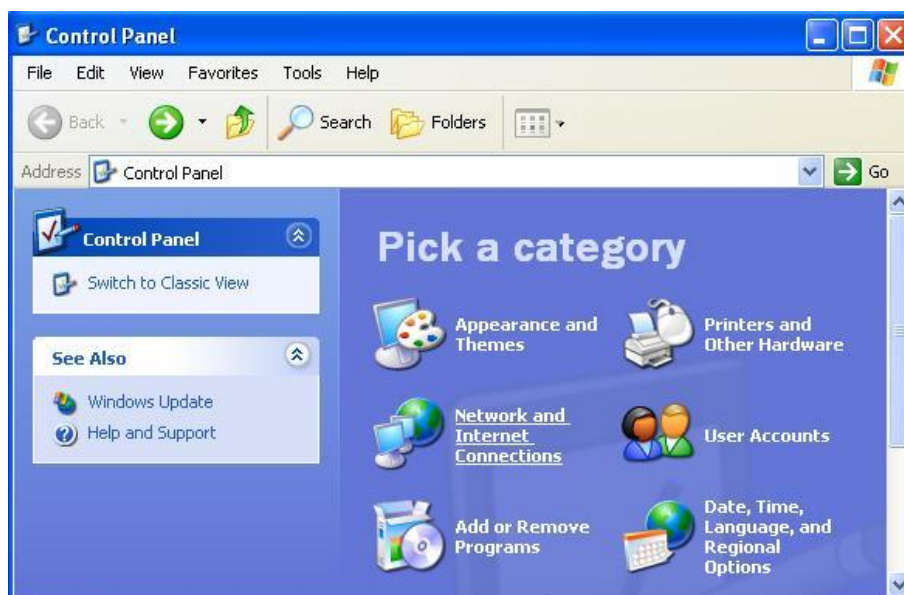 Control Panel
File Edit View Favorites Tools Help
Back Search Folders
Address Control Panel Go
Control Panel
Switch to Classic View
See Also
Windows Update
Help and Support
Pick a category
Appearance and
Themes
Printers and
Other Hardware
Network and
Internet
Connections
User Accounts
Add or Remove
Programs
Date, Time,
Language, and
Regional
Options